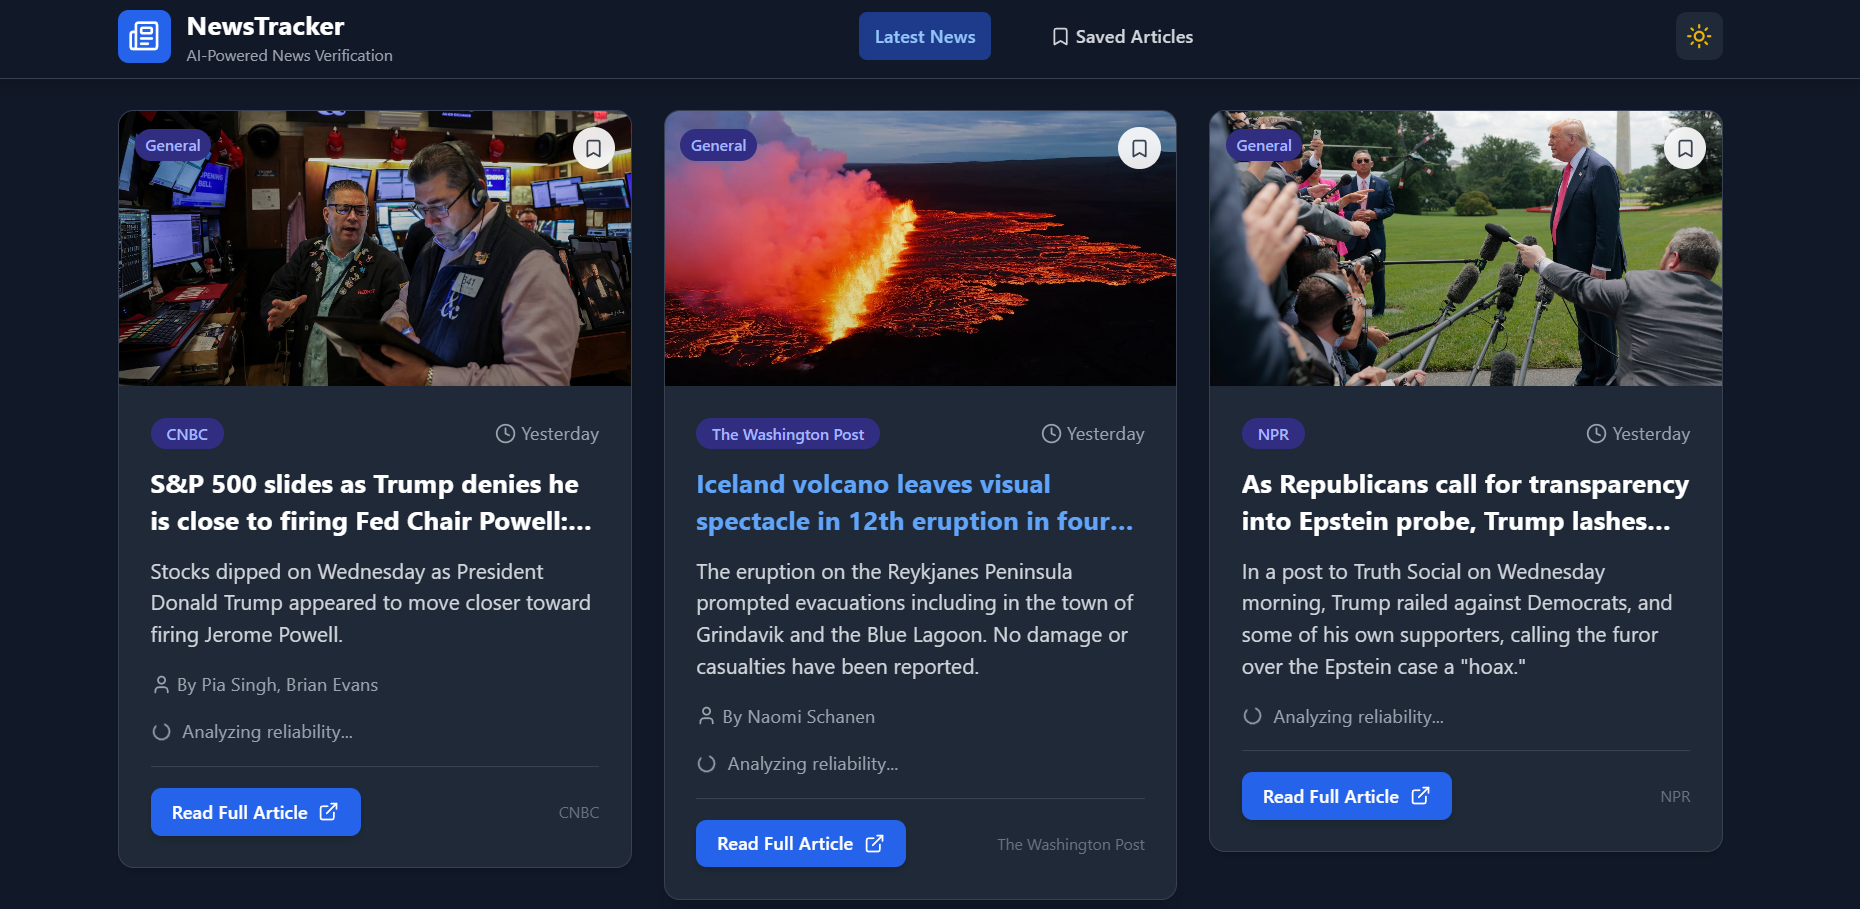 NewsTracker
AI-Powered News Verification
Latest News
Saved Articles
General
OPENING
BELL
CNBC
Yesterday
S&P 500 slides as Trump denies he
is close to firing Fed Chair Powell:...
Stocks dipped on Wednesday as President
Donald Trump appeared to move closer toward
firing Jerome Powell.
By Pia Singh, Brian Evans
Analyzing reliability...
Read Full Article
CNBC
General
The Washington Post
Yesterday
Iceland volcano leaves visual
spectacle in 12th eruption in four...
The eruption on the Reykjanes Peninsula
prompted evacuations including in the town of
Grindavik and the Blue Lagoon. No damage or
casualties have been reported.
By Naomi Schanen
Analyzing reliability...
Read Full Article
The Washington Post
General
NPR
Yesterday
As Republicans call for transparency
into Epstein probe, Trump lashes...
In a post to Truth Social on Wednesday
morning, Trump railed against Democrats, and
some of his own supporters, calling the furor
over the Epstein case a "hoax."
Analyzing reliability...
Read Full Article
NPR